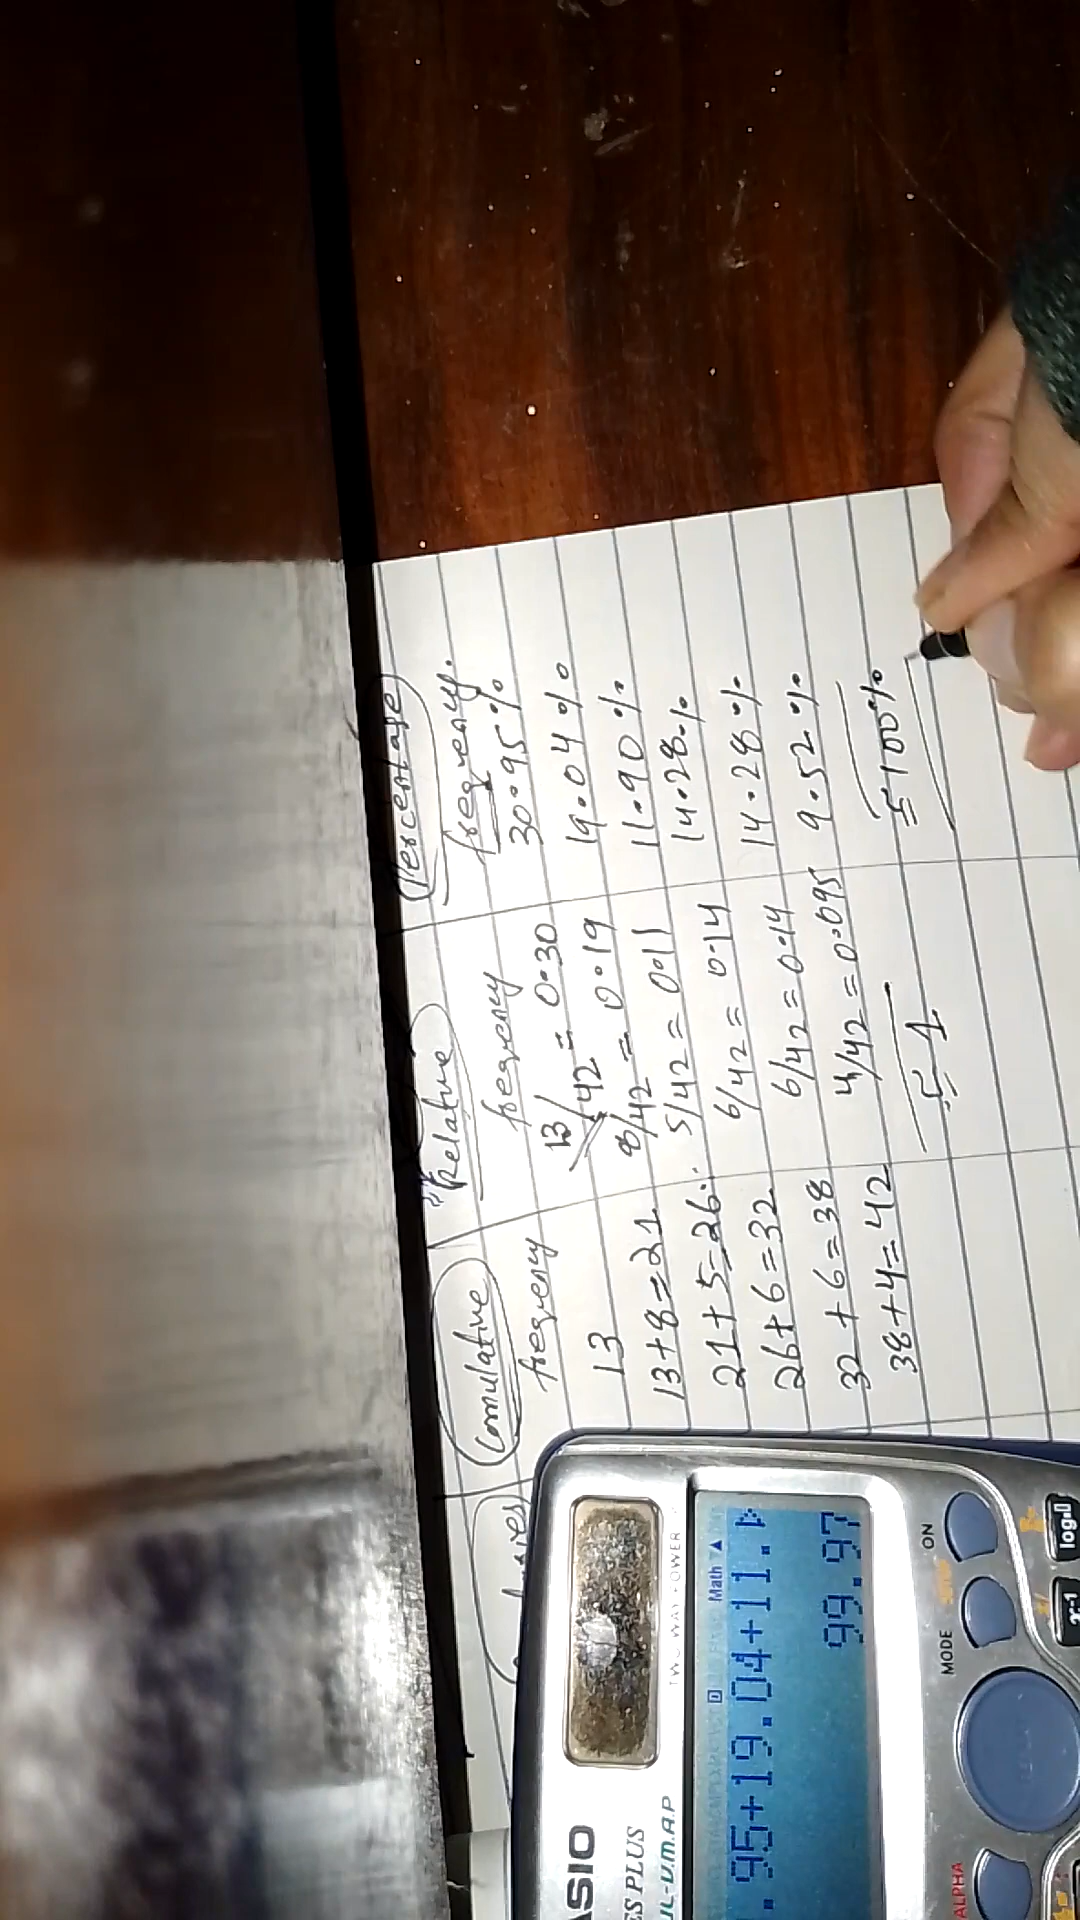 Comulative Relative Percentage
frequency frequency frequency.
13 13/42 = 0.30 30.95%
13+8=21 8/42 = 0.19 19.04%
21+5=26. 5/42 = 0.11 11.90%
26+6=32 6/42 = 0.14 14.28%
32+6=38 6/42 = 0.14 14.28%
38+4=42 4/42 = 0.095 9.52%
= 1 = 100%
ASIO
ES PLUS
TWO WAY POWER
Math ▲
.95+19.04+11.
99.97
MODE ON
ALPHA